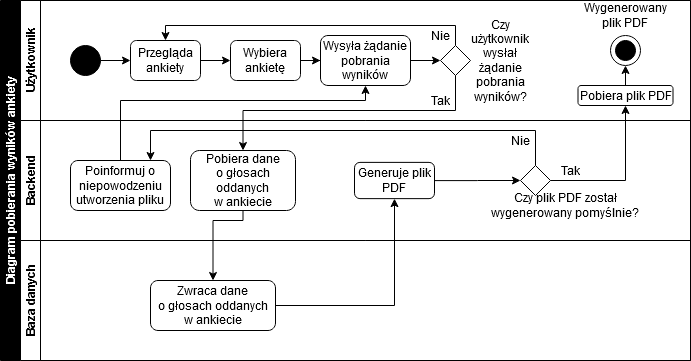 Diagram pobierania wyników ankiety
Użytkownik
Przegląda
ankiety
Wybiera
ankietę
Wysyła żądanie
pobrania
wyników
Nie
Tak
Czy
użytkownik
wysłał
żądanie
pobrania
wyników?
Wygenerowany
plik PDF
Pobiera plik PDF
Backend
Poinformuj o
niepowodzeniu
utworzenia pliku
Pobiera dane
o głosach
oddanych
w ankiecie
Generuje plik
PDF
Nie
Tak
Czy plik PDF został
wygenerowany pomyślnie?
Baza danych
Zwraca dane
o głosach oddanych
w ankiecie